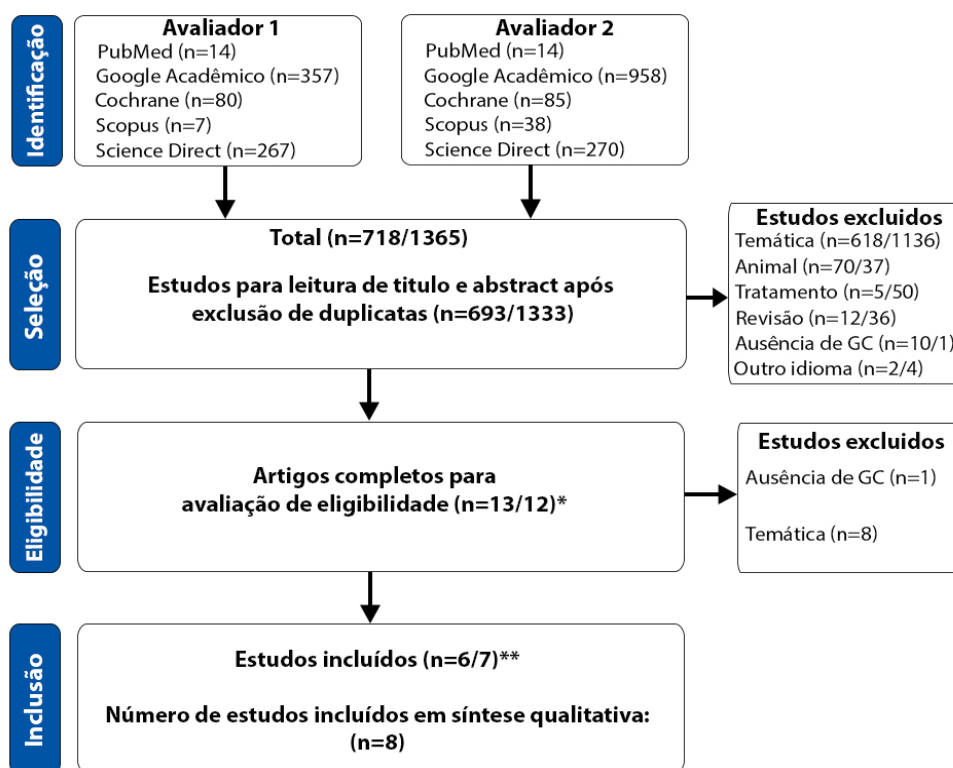 Identificação
Avaliador 1
PubMed (n=14)
Google Acadêmico (n=357)
Cochrane (n=80)
Scopus (n=7)
Science Direct (n=267)
Avaliador 2
PubMed (n=14)
Google Acadêmico (n=958)
Cochrane (n=85)
Scopus (n=38)
Science Direct (n=270)
Seleção
Total (n=718/1365)
Estudos para leitura de titulo e abstract após
exclusão de duplicatas (n=693/1333)
Estudos excluidos
Temática (n=618/1136)
Animal (n=70/37)
Tratamento (n=5/50)
Revisão (n=12/36)
Ausência de GC (n=10/1)
Outro idioma (n=2/4)
Eligibilidade
Artigos completos para
avaliação de eligibilidade (n=13/12)*
Estudos excluidos
Ausência de GC (n=1)
Temática (n=8)
Inclusão
Estudos incluídos (n=6/7)**
Número de estudos incluídos em síntese qualitativa:
(n=8)